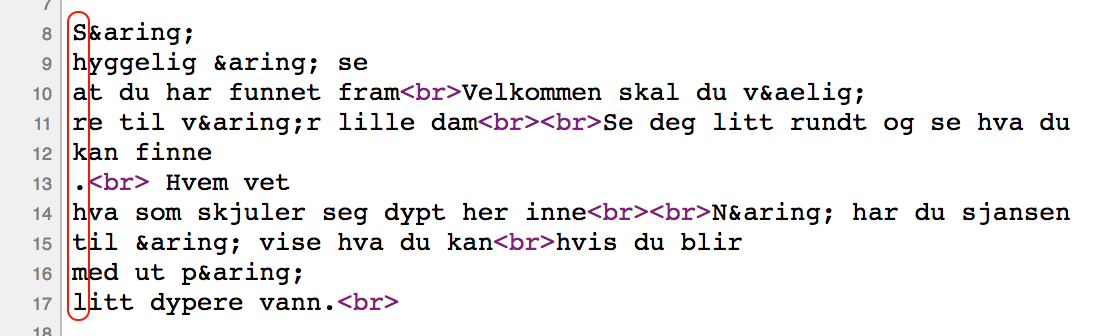 7
8 S&aring;
9 hyggelig &aring; se
10 at du har funnet fram<br>Velkommen skal du v&aelig;
11 re til v&aring;r lille dam<br><br>Se deg litt rundt og se hva du
12 kan finne
13 .<br> Hvem vet
14 hva som skjuler seg dypt her inne<br><br>N&aring; har du sjansen
15 til &aring; vise hva du kan<br>hvis du blir
16 med ut p&aring;
17 litt dypere vann.<br>
18